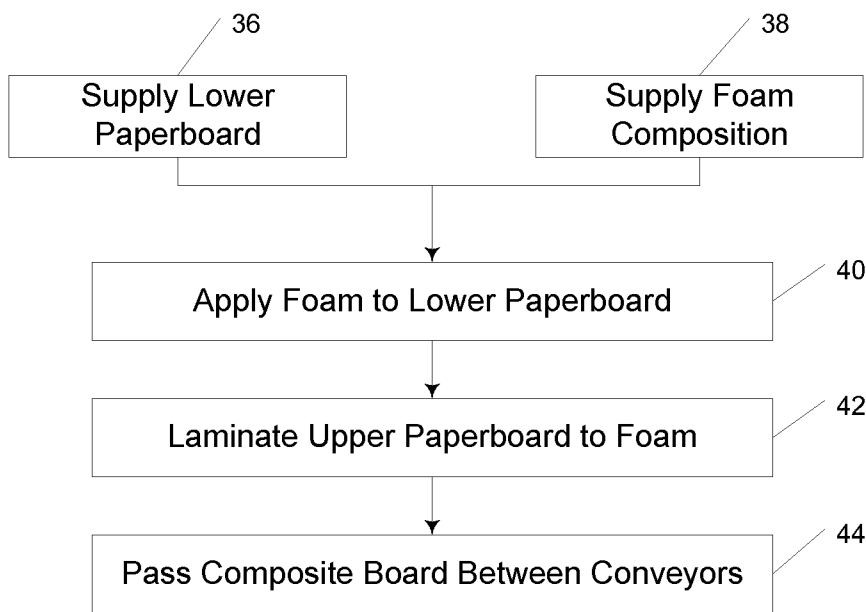 36
38
Supply Lower
Paperboard
Supply Foam
Composition
40
Apply Foam to Lower Paperboard
42
Laminate Upper Paperboard to Foam
44
Pass Composite Board Between Conveyors